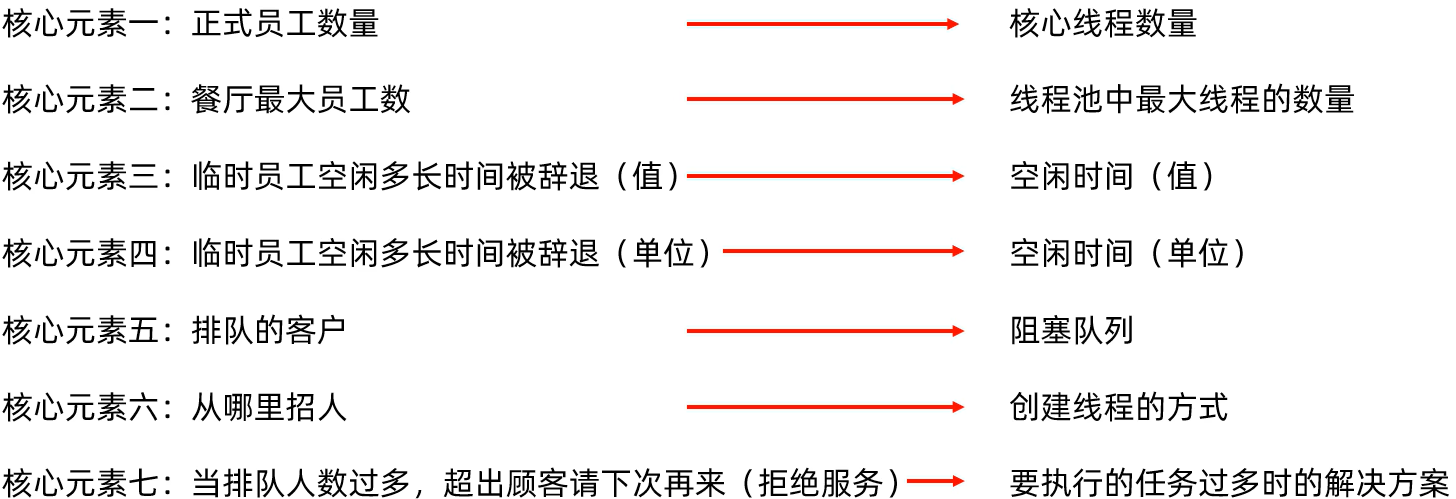 核心元素一：正式员工数量 核心线程数量
核心元素二：餐厅最大员工数 线程池中最大线程的数量
核心元素三：临时员工空闲多长时间被辞退（值） 空闲时间（值）
核心元素四：临时员工空闲多长时间被辞退（单位） 空闲时间（单位）
核心元素五：排队的客户 阻塞队列
核心元素六：从哪里招人 创建线程的方式
核心元素七：当排队人数过多，超出顾客请下次再来（拒绝服务） 要执行的任务过多时的解决方案